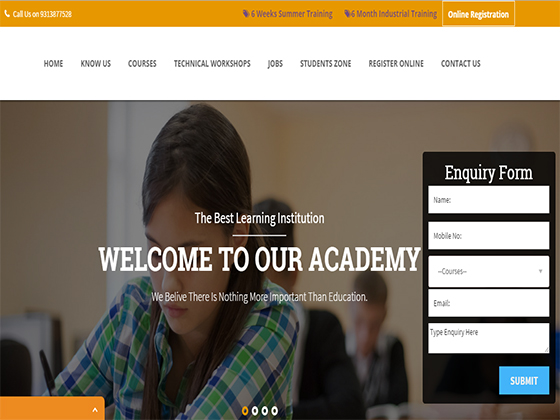 Call Us on 9313877528
6 Weeks Summer Training
6 Month Industrial Training
Online Registration
HOME
KNOW US
COURSES
TECHNICAL WORKSHOPS
JOBS
STUDENTS ZONE
REGISTER ONLINE
CONTACT US
The Best Learning Institution
WELCOME TO OUR ACADEMY
We Belive There Is Nothing More Important Than Education.
Enquiry Form
Name:
Mobile No:
--Courses--
Email:
Type Enquiry Here
SUBMIT